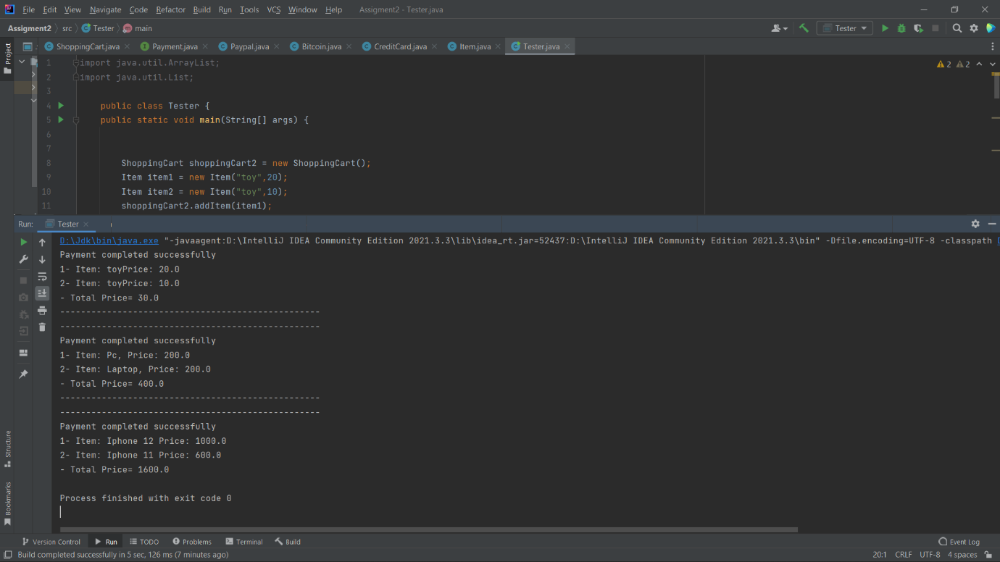 File Edit View Navigate Code Refactor Build Run Tools VCS Window Help Assigment2 - Tester.java
Assigment2 src Tester main Tester
Project ShoppingCart.java Payment.java Paypal.java Bitcoin.java CreditCard.java Item.java Tester.java
1 import java.util.ArrayList; 2 2
2 import java.util.List;
3
4 public class Tester {
5 public static void main(String[] args) {
6
7
8 ShoppingCart shoppingCart2 = new ShoppingCart();
9 Item item1 = new Item("toy",20);
10 Item item2 = new Item("toy",10);
11 shoppingCart2.addItem(item1);
Run: Tester
D:\Jdk\bin\java.exe "-javaagent:D:\IntelliJ IDEA Community Edition 2021.3.3\lib\idea_rt.jar=52437:D:\IntelliJ IDEA Community Edition 2021.3.3\bin" -Dfile.encoding=UTF-8 -classpath
Payment completed successfully
1- Item: toyPrice: 20.0
2- Item: toyPrice: 10.0
- Total Price= 30.0
--------------------------------------------------
--------------------------------------------------
Payment completed successfully
1- Item: Pc, Price: 200.0
2- Item: Laptop, Price: 200.0
- Total Price= 400.0
--------------------------------------------------
--------------------------------------------------
Payment completed successfully
1- Item: Iphone 12 Price: 1000.0
2- Item: Iphone 11 Price: 600.0
- Total Price= 1600.0
Process finished with exit code 0
Structure
Bookmarks
Version Control Run TODO Problems Terminal Build Event Log
Build completed successfully in 5 sec, 126 ms (7 minutes ago) 20:1 CRLF UTF-8 4 spaces